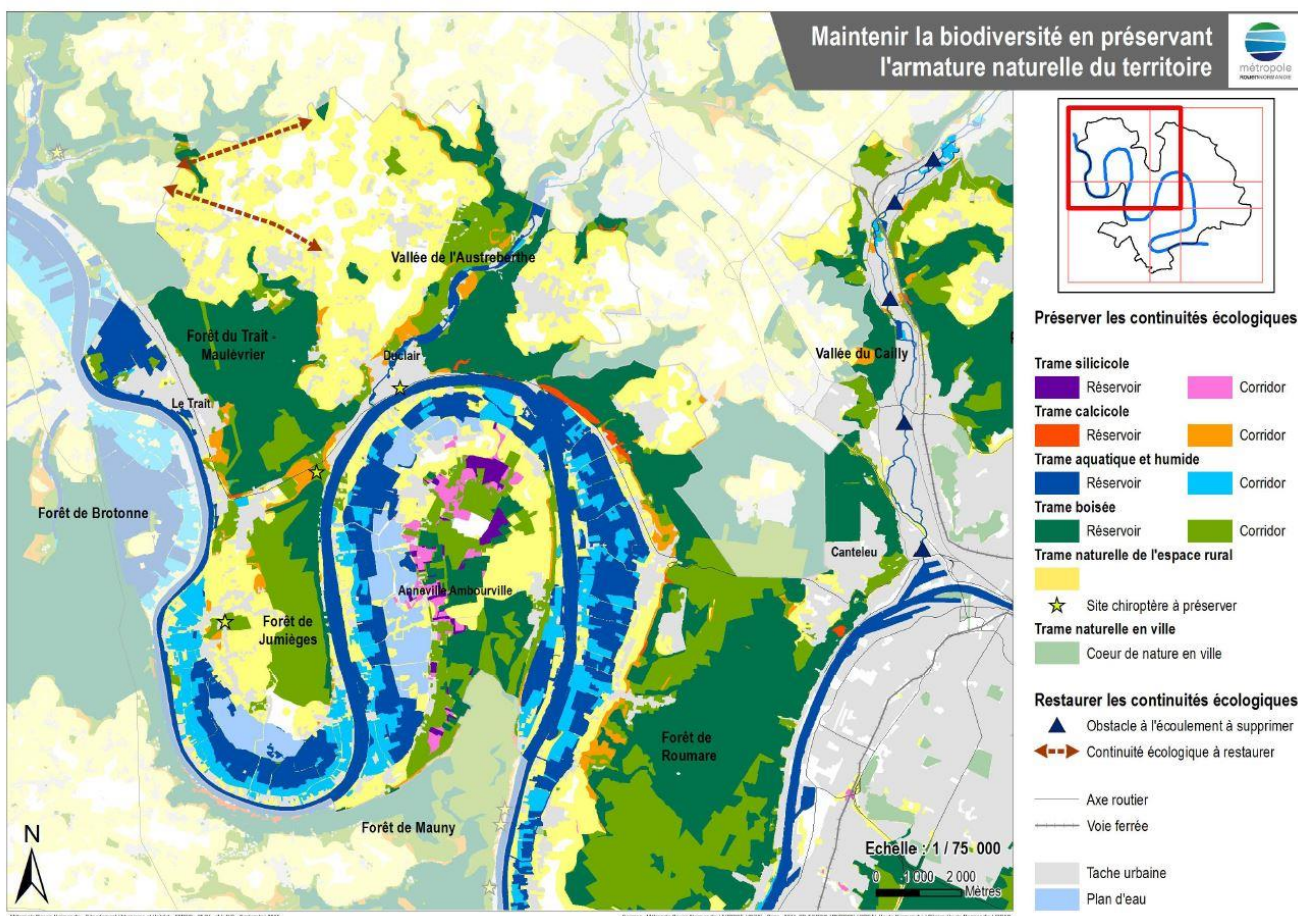 Maintenir la biodiversité en préservant
l'armature naturelle du territoire
métropole
ROUENNORMANDIE
Vallée de l'Austreberthe
Forêt du Trait -
Maulévrier
Duclair
Vallée du Cailly
Le Trait
Forêt de Brotonne
Canteleu
Anneville Ambourville
Forêt de
Jumièges
Forêt de
Roumare
Forêt de Mauny
N
Echelle : 1 / 75 000
0 1 000 2 000
Mètres
Préserver les continuités écologiques
Trame silicicole
Réservoir Corridor
Trame calcicole
Réservoir Corridor
Trame aquatique et humide
Réservoir Corridor
Trame boisée
Réservoir Corridor
Trame naturelle de l'espace rural
Site chiroptère à préserver
Trame naturelle en ville
Coeur de nature en ville
Restaurer les continuités écologiques
Obstacle à l'écoulement à supprimer
Continuité écologique à restaurer
Axe routier
Voie ferrée
Tache urbaine
Plan d'eau